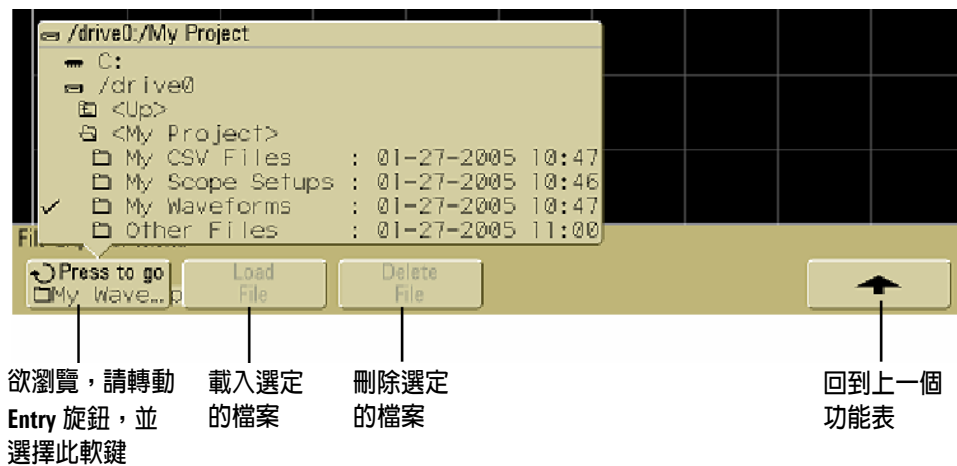 /drive0:/My Project
C:
/drive0
<Up>
<My Project>
My CSV Files : 01-27-2005 10:47
My Scope Setups : 01-27-2005 10:46
My Waveforms : 01-27-2005 10:47
Other Files : 01-27-2005 11:00
Press to go
My Wave...p
Load
File
Delete
File
欲瀏覽,請轉動
Entry 旋鈕,並
選擇此軟鍵
載入選定
的檔案
刪除選定
的檔案
回到上一個
功能表